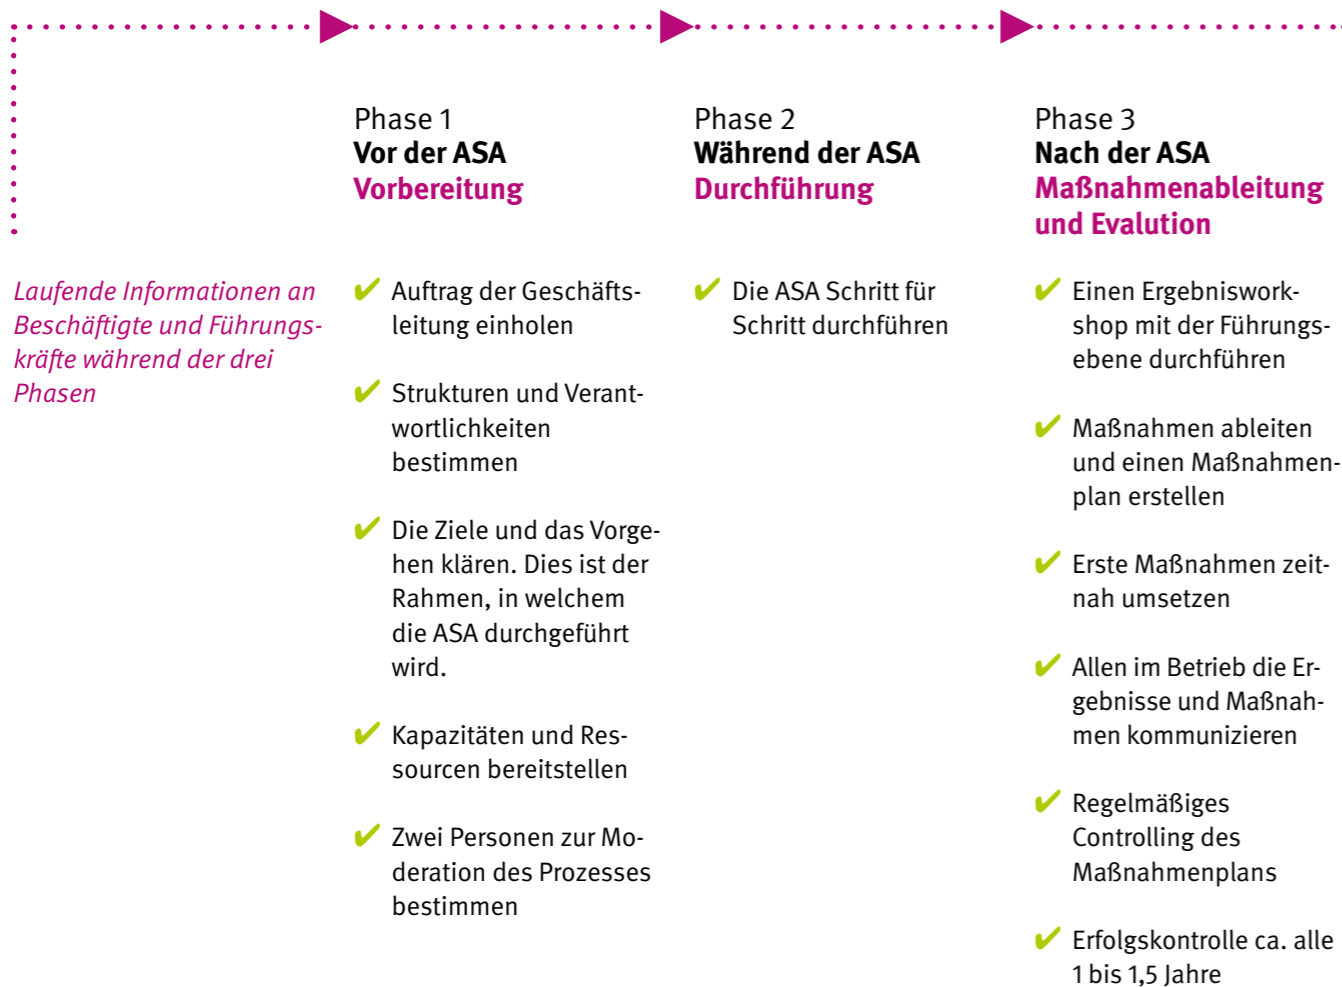 Laufende Informationen an
Beschäftigte und Führungs-
kräfte während der drei
Phasen
Phase 1
Vor der ASA
Vorbereitung
Auftrag der Geschäfts-
leitung einholen
Strukturen und Verant-
wortlichkeiten
bestimmen
Die Ziele und das Vorge-
hen klären. Dies ist der
Rahmen, in welchem
die ASA durchgeführt
wird.
Kapazitäten und Res-
sourcen bereitstellen
Zwei Personen zur Mo-
deration des Prozesses
bestimmen
Phase 2
Während der ASA
Durchführung
Die ASA Schritt für
Schritt durchführen
Phase 3
Nach der ASA
Maßnahmenableitung
und Evalution
Einen Ergebniswork-
shop mit der Führungs-
ebene durchführen
Maßnahmen ableiten
und einen Maßnahmen-
plan erstellen
Erste Maßnahmen zeit-
nah umsetzen
Allen im Betrieb die Er-
gebnisse und Maßnah-
men kommunizieren
Regelmäßiges
Controlling des
Maßnahmenplans
Erfolgskontrolle ca. alle
1 bis 1,5 Jahre